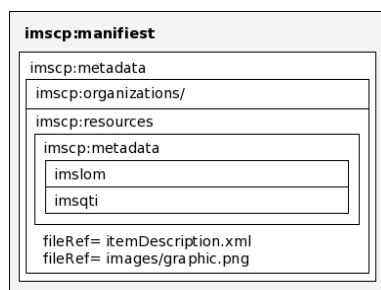 imscp:manifiest
imscp:metadata
imscp:organizations/
imscp:resources
imscp:metadata
imslom
imsqti
fileRef= itemDescription.xml
fileRef= images/graphic.png